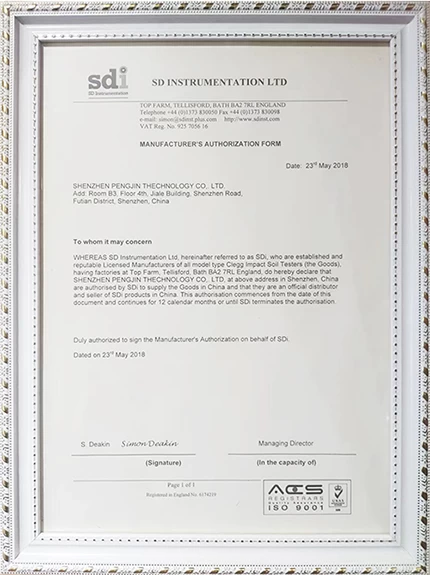 sdi
SD Instrumentation
SD INSTRUMENTATION LTD
TOP FARM, TELLISFORD, BATH BA2 7RL ENGLAND
Telephone +44 (0)1373 830050 Fax +44 (0)1373 830098
e-mail: simon@sdinst.plus.com http://www.sdinst.com
VAT Reg. No. 923 7056 16
MANUFACTURER'S AUTHORIZATION FORM
Date: 23rd May 2018
SHENZHEN PENGJIN THECHNOLOGY CO., LTD.
Add: Room B3, Floor 4th, Jiale Building, Shenzhen Road,
Futian District, Shenzhen, China
To whom it may concern
WHEREAS SD Instrumentation Ltd, hereinafter referred to as SDi, who are established and
reputable Licensed Manufacturers of all model type Clegg Impact Soil Testers (the Goods),
having factories at Top Farm, Tellisford, Bath BA2 7RL England, do hereby declare that
SHENZHEN PENGJIN THECHNOLOGY CO., LTD, at above address in Shenzhen, China
are authorised by SDi to supply the Goods in China and that they are an official distributor
and seller of SDi products in China. This authorisation commences from the date of this
document and continues for 12 calendar months or until SDi terminates the authorisation.
Duly authorized to sign the Manufacturer's Authorization on behalf of SDi.
Dated on 23rd May 2018
S. Deakin Simon Deakin
Managing Director
(Signature)
(In the capacity of)
Page 1 of 1
Registered in England No. 6174219
ACS
REGISTRARS
Quality Assurance
ISO 9001
UKAS